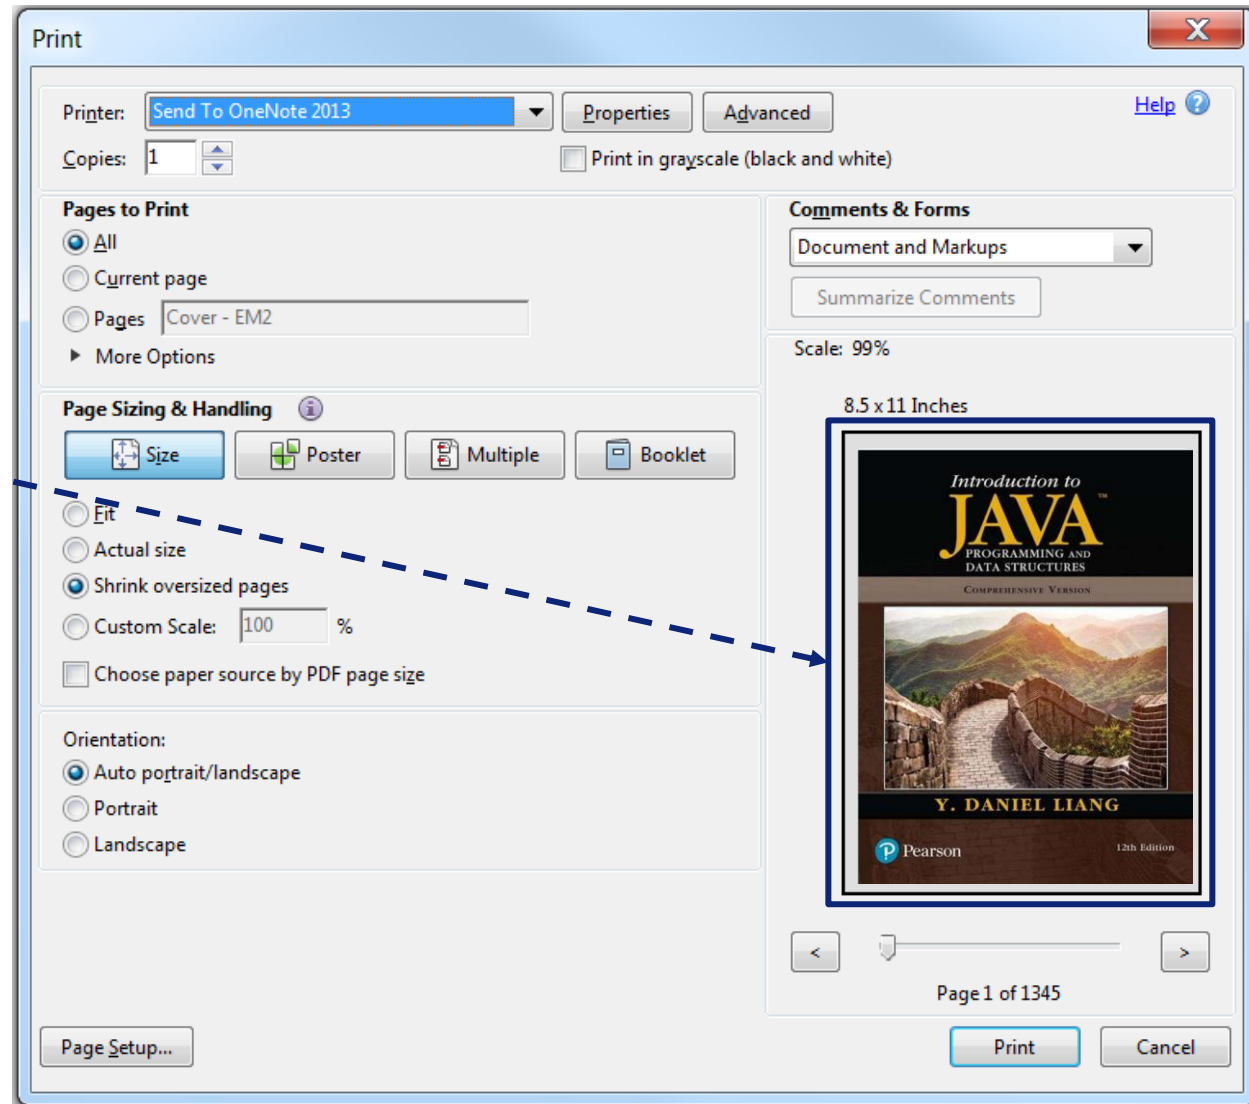 Print
X
Printer: Send To OneNote 2013 Properties Advanced Help ?
Copies: 1 Print in grayscale (black and white)
Pages to Print
All
Current page
Pages Cover - EM2
More Options
Comments & Forms
Document and Markups
Summarize Comments
Page Sizing & Handling i
Size Poster Multiple Booklet
Fit
Actual size
Shrink oversized pages
Custom Scale: 100 %
Choose paper source by PDF page size
Orientation:
Auto portrait/landscape
Portrait
Landscape
Scale: 99%
8.5 x 11 Inches
Introduction to
JAVA™
PROGRAMMING AND
DATA STRUCTURES
COMPREHENSIVE VERSION
Y. DANIEL LIANG
P Pearson 12th Edition
< >
Page 1 of 1345
Page Setup... Print Cancel